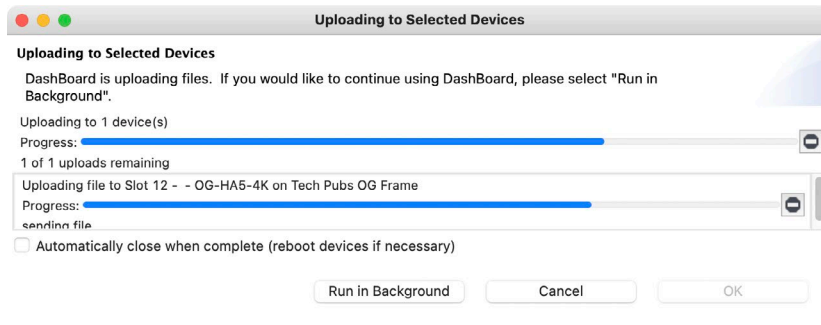 Uploading to Selected Devices
Uploading to Selected Devices
DashBoard is uploading files. If you would like to continue using DashBoard, please select "Run in
Background".
Uploading to 1 device(s)
Progress:
1 of 1 uploads remaining
Uploading file to Slot 12 - - OG-HA5-4K on Tech Pubs OG Frame
Progress:
sending file
Automatically close when complete (reboot devices if necessary)
Run in Background Cancel OK